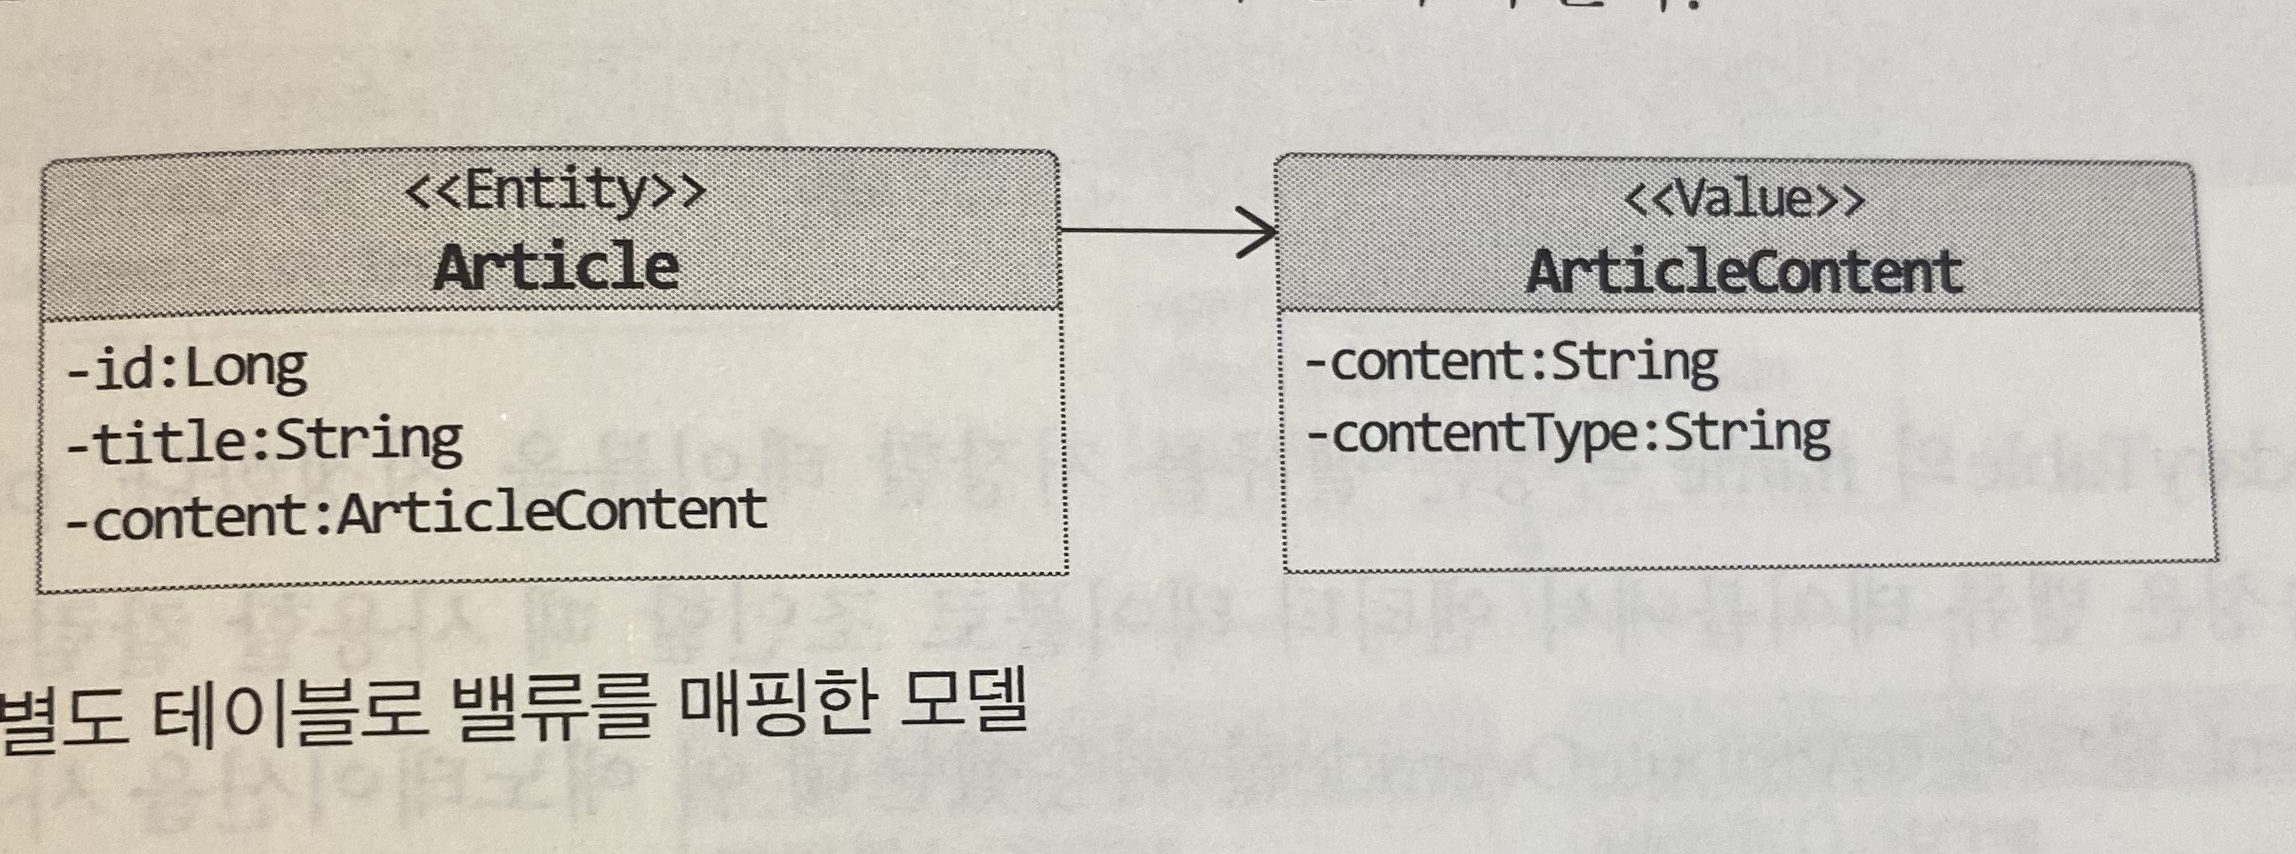 <<Entity>>
Article
-id:Long
-title:String
-content:ArticleContent
<<Value>>
ArticleContent
-content:String
-contentType:String
별도 테이블로 밸류를 매핑한 모델